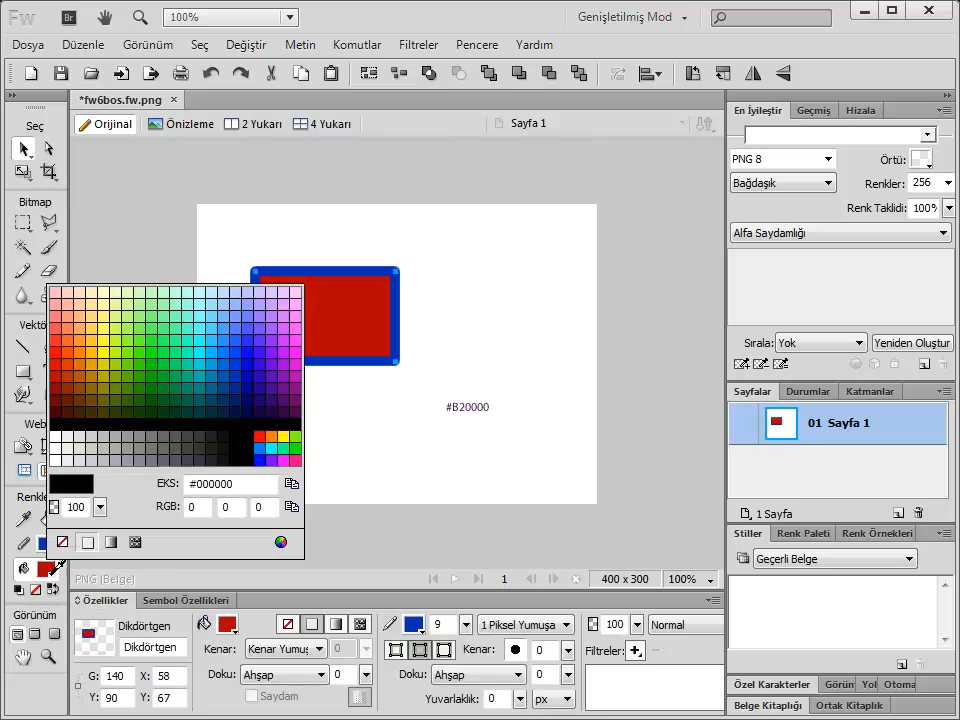 Fw
Br
100%
Genişletilmiş Mod
Dosya Düzenle Görünüm Seç Değiştir Metin Komutlar Filtreler Pencere Yardım
*fw6bos.fw.png
Orijinal Önizleme 2 Yukarı 4 Yukarı
Sayfa 1
Seç
Bitmap
Web
Görünüm
#B20000
EKS: #000000
100
RGB: 0 0 0
PNG (Belge)
1
400 x 300
100%
En İyileştir Geçmiş Hizala
PNG 8
Örtü:
Bağdaşık
Renkler: 256
Renk Taklidi: 100%
Alfa Saydamlığı
Sırala: Yok
Yeniden Oluştur
Sayfalar Durumlar Katmanlar
01 Sayfa 1
1 Sayfa
Stiller Renk Paleti Renk Örnekleri
Geçerli Belge
Özel Karakterler Görün Yol Otoma
Belge Kitaplığı Ortak Kitaplık
Özellikler Sembol Özellikleri
Dikdörtgen
Dikdörtgen
G: 140 X: 58
Y: 90 Y: 67
Kenar: Kenar Yumuş 0
Doku: Ahşap 0
Saydam
9
1 Piksel Yumuşa
Kenar: 0
Doku: Ahşap 0
Yuvarlaklık: 0 px
100
Normal
Filtreler: